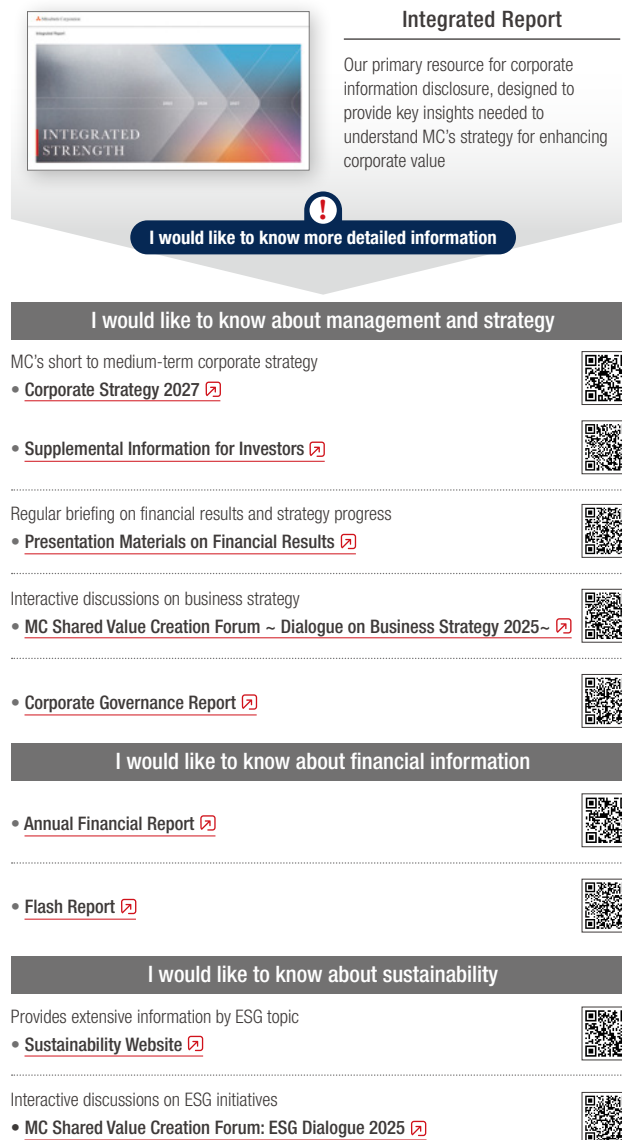 Mitsubishi Corporation
Integrated Report
INTEGRATED
STRENGTH
Integrated Report
Our primary resource for corporate
information disclosure, designed to
provide key insights needed to
understand MC's strategy for enhancing
corporate value
!
I would like to know more detailed information
I would like to know about management and strategy
MC's short to medium-term corporate strategy
• Corporate Strategy 2027
• Supplemental Information for Investors
Regular briefing on financial results and strategy progress
• Presentation Materials on Financial Results
Interactive discussions on business strategy
• MC Shared Value Creation Forum ~ Dialogue on Business Strategy 2025~
• Corporate Governance Report
I would like to know about financial information
• Annual Financial Report
• Flash Report
I would like to know about sustainability
Provides extensive information by ESG topic
• Sustainability Website
Interactive discussions on ESG initiatives
• MC Shared Value Creation Forum: ESG Dialogue 2025